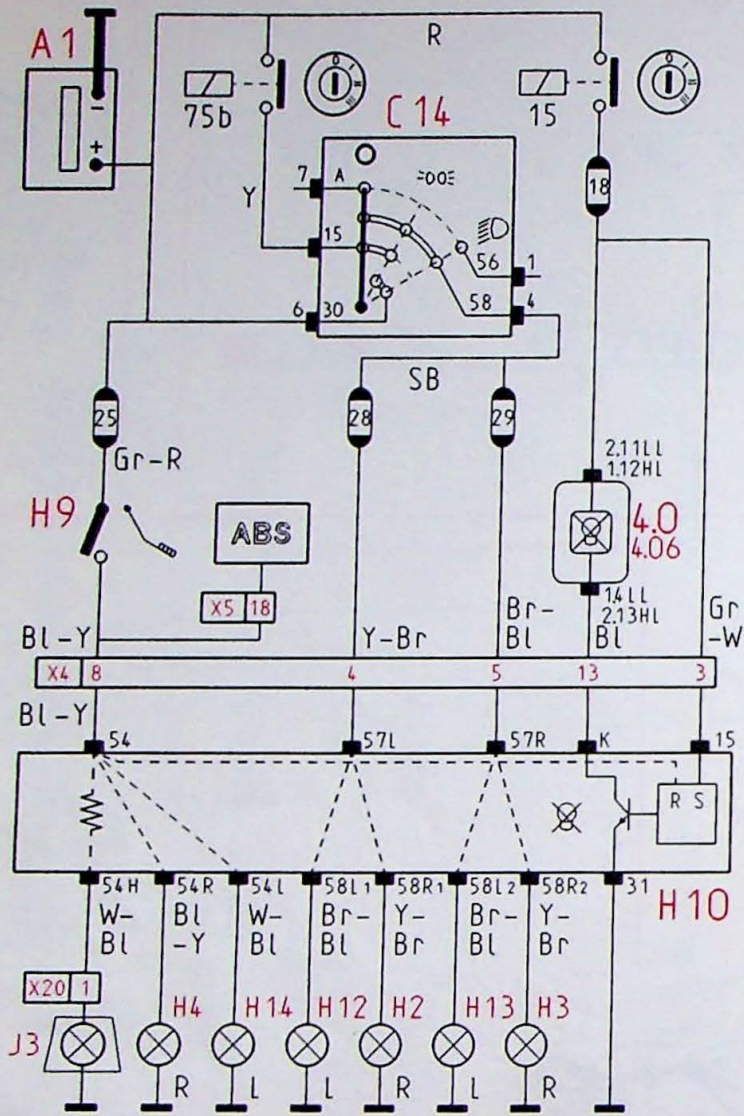 A1
R
75b
C 14
15
-
+
7 A
18
Y
15
56 1
6 30
58 4
SB
25
28
29
Gr-R
2.11LL
1.12HL
H9
ABS
4.0
4.06
X5 18
1.4LL
2.13HL
Bl-Y
Y-Br
Br-
Bl
Bl
Gr
-W
X4 8 4 5 13 3
Bl-Y
54 57L 57R K 15
R S
54H 54R 54L 58L1 58R1 58L2 58R2 31
H10
W-
Bl
Bl
-Y
W-
Bl
Br-
Bl
Y-
Br
Br-
Bl
Y-
Br
X20 1
H4 H14 H12 H2 H13 H3
J3
R L L R L R